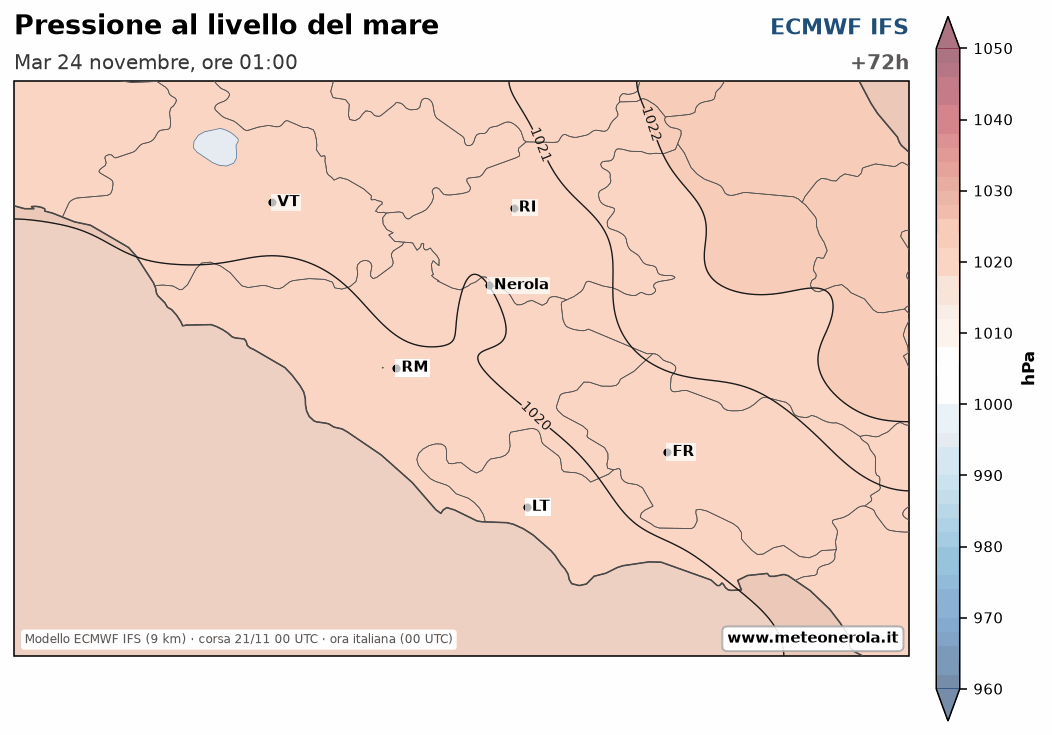 Pressione al livello del mare
ECMWF IFS
Mar 24 novembre, ore 01:00
+72h
1050
1040
1030
1020
1010
1000
990
980
970
960
hPa
1021
1022
VT
RI
Nerola
RM
1020
FR
LT
Modello ECMWF IFS (9 km) · corsa 21/11 00 UTC · ora italiana (00 UTC)
www.meteonerola.it